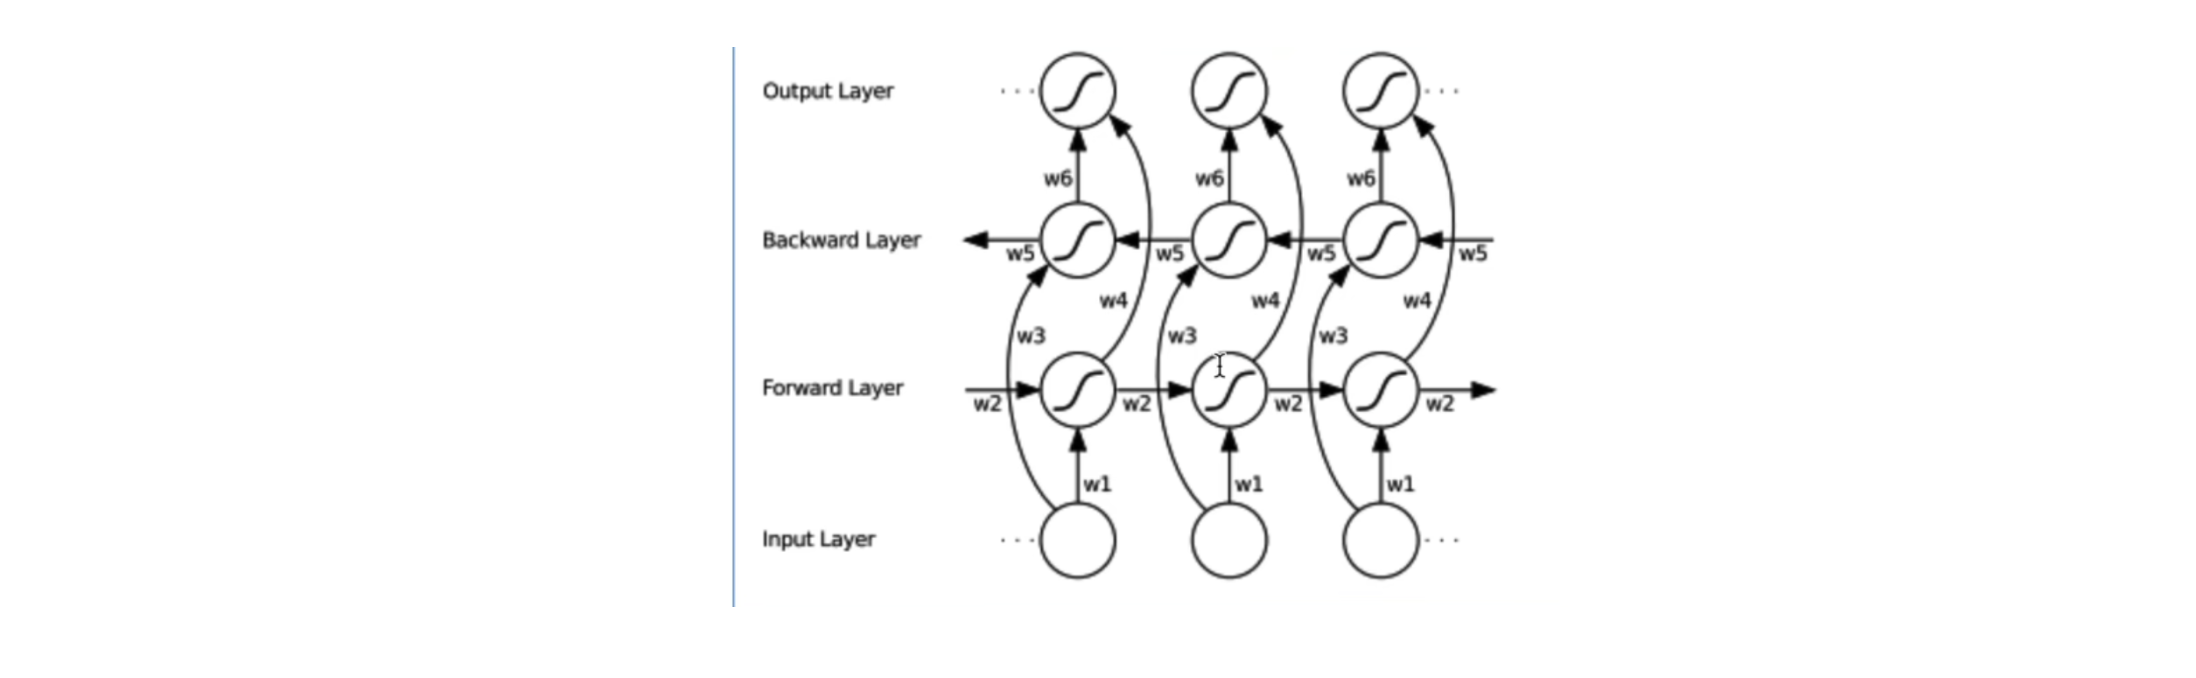 Output Layer
w6 w6 w6
Backward Layer
w5 w5 w5 w5
w4 w4 w4
w3 w3 w3
Forward Layer
w2 w2 w2 w2
w1 w1 w1
Input Layer